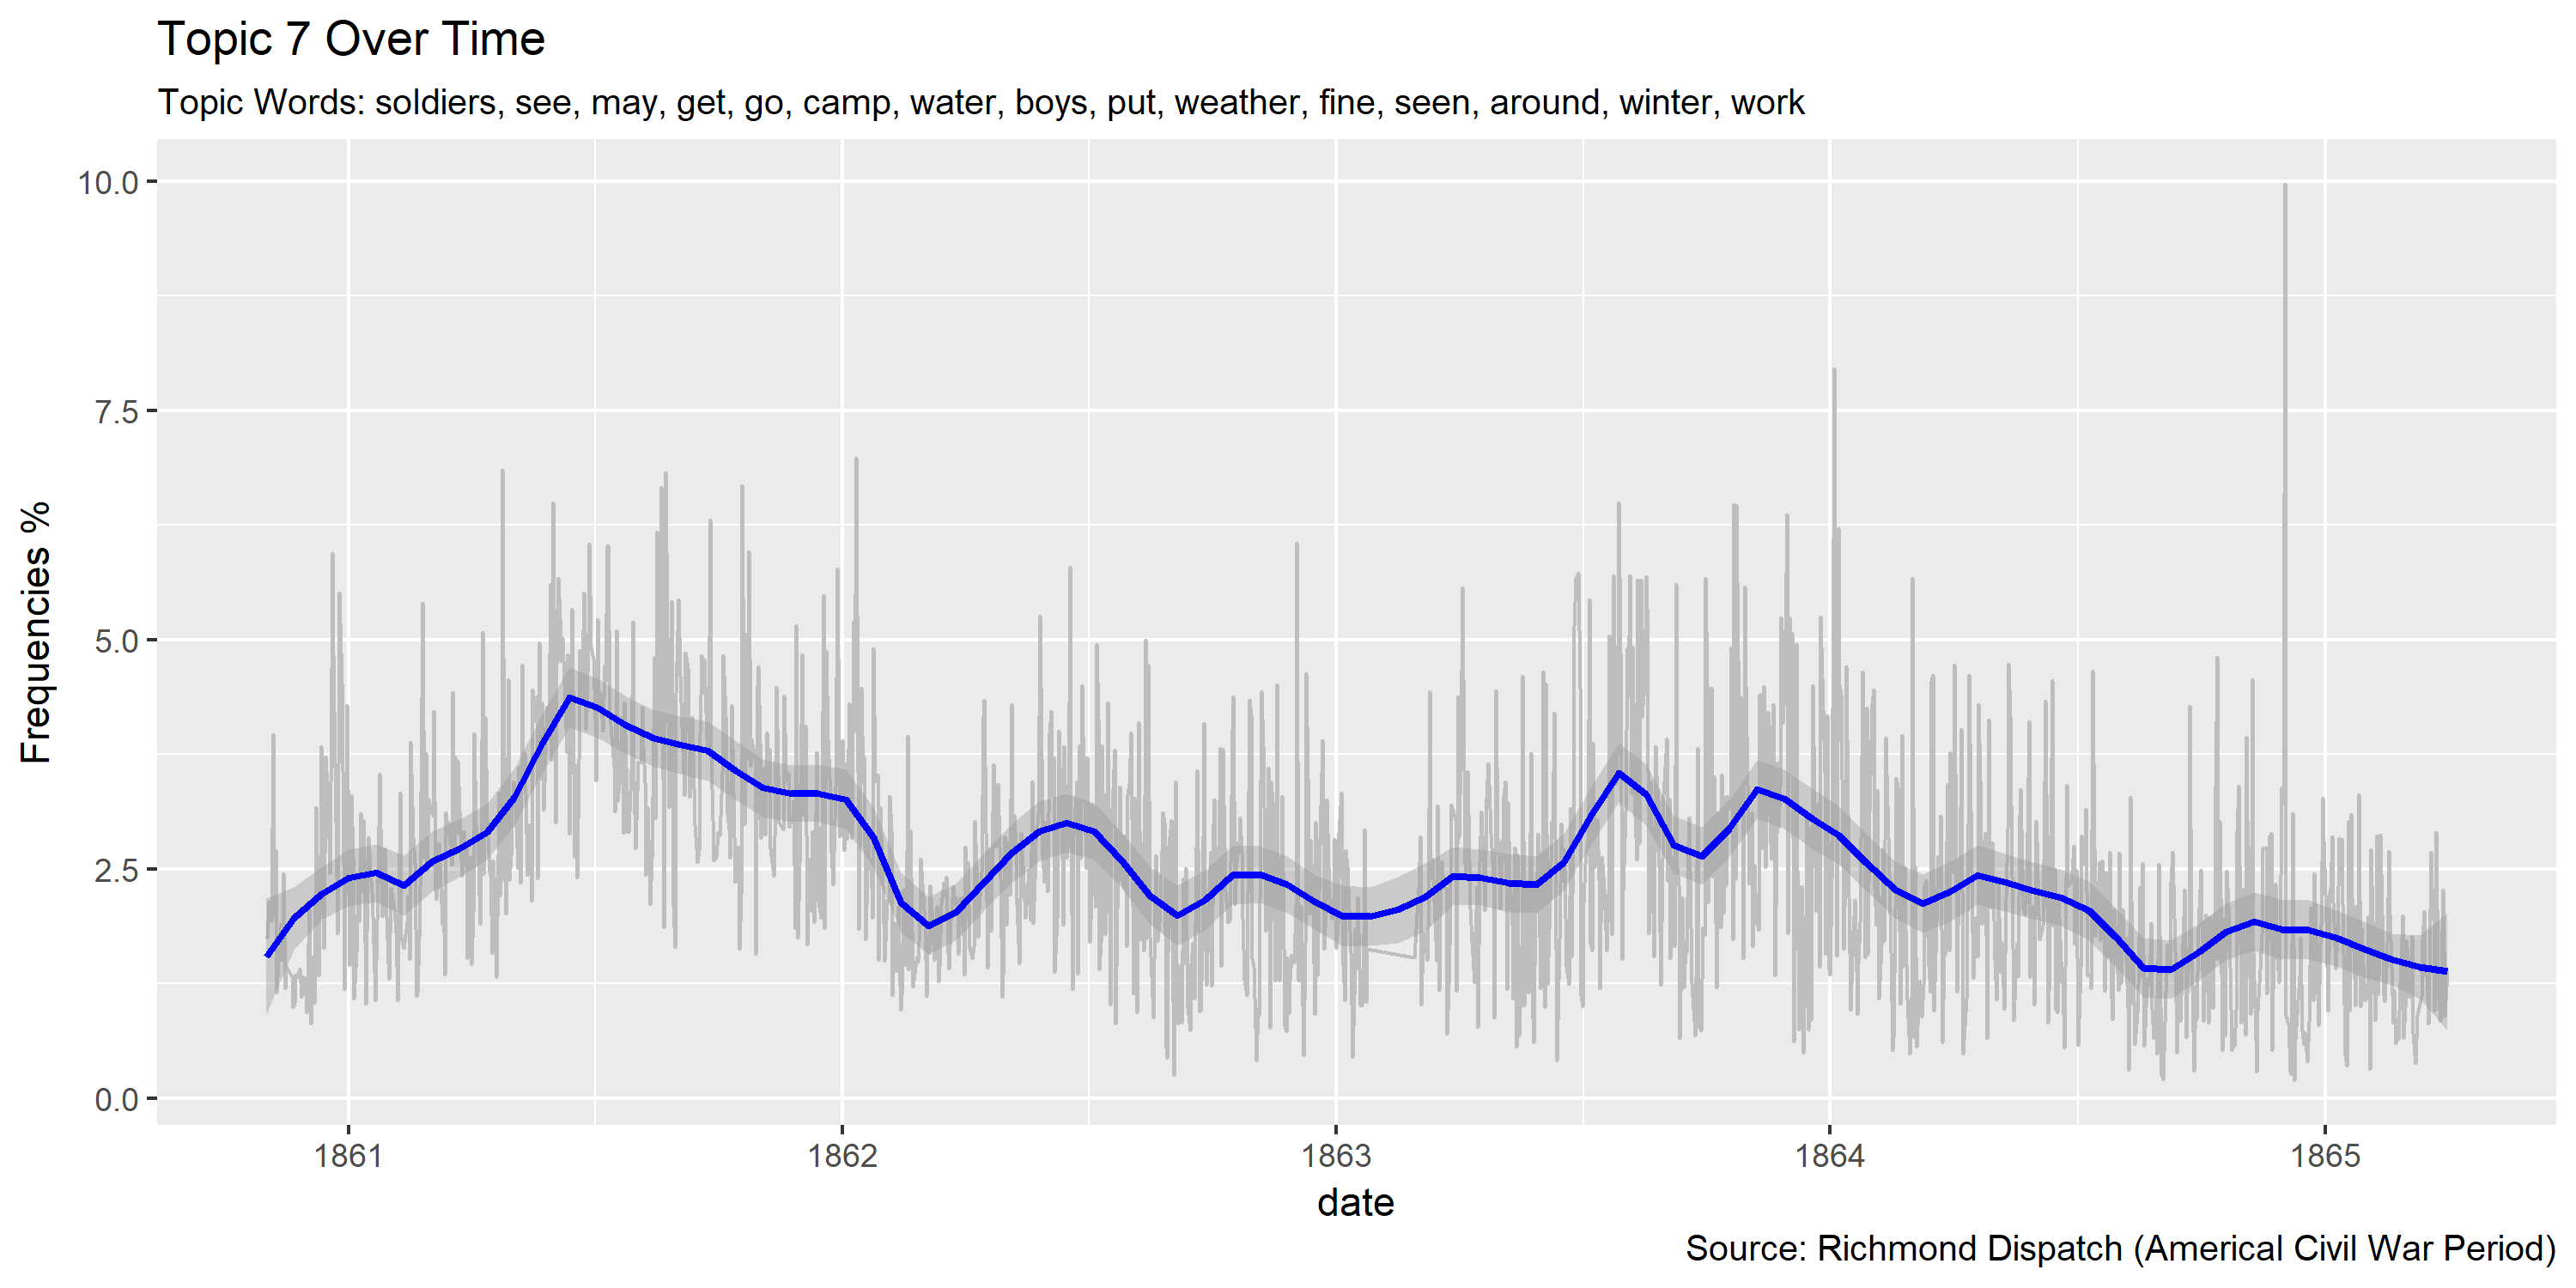 Topic 7 Over Time
Topic Words: soldiers, see, may, get, go, camp, water, boys, put, weather, fine, seen, around, winter, work
Frequencies %
10.0
7.5
5.0
2.5
0.0
1861 1862 1863 1864 1865
date
Source: Richmond Dispatch (Americal Civil War Period)